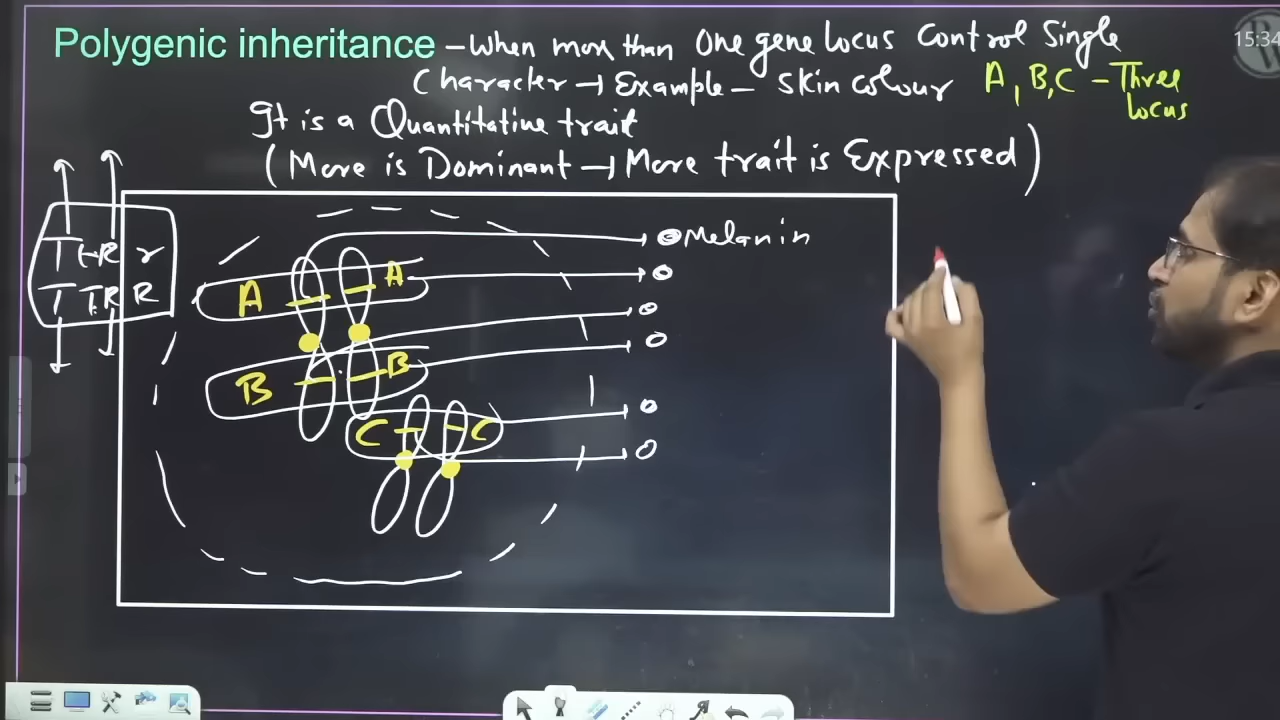 Polygenic inheritance - When more than One gene locus Control Single
Character → Example - Skin colour A, B, C - Three
locus
It is a Quantitative trait
(More is Dominant → More trait is Expressed)
15:34
T t R r
T T R R
A A
Melanin
B B
C C